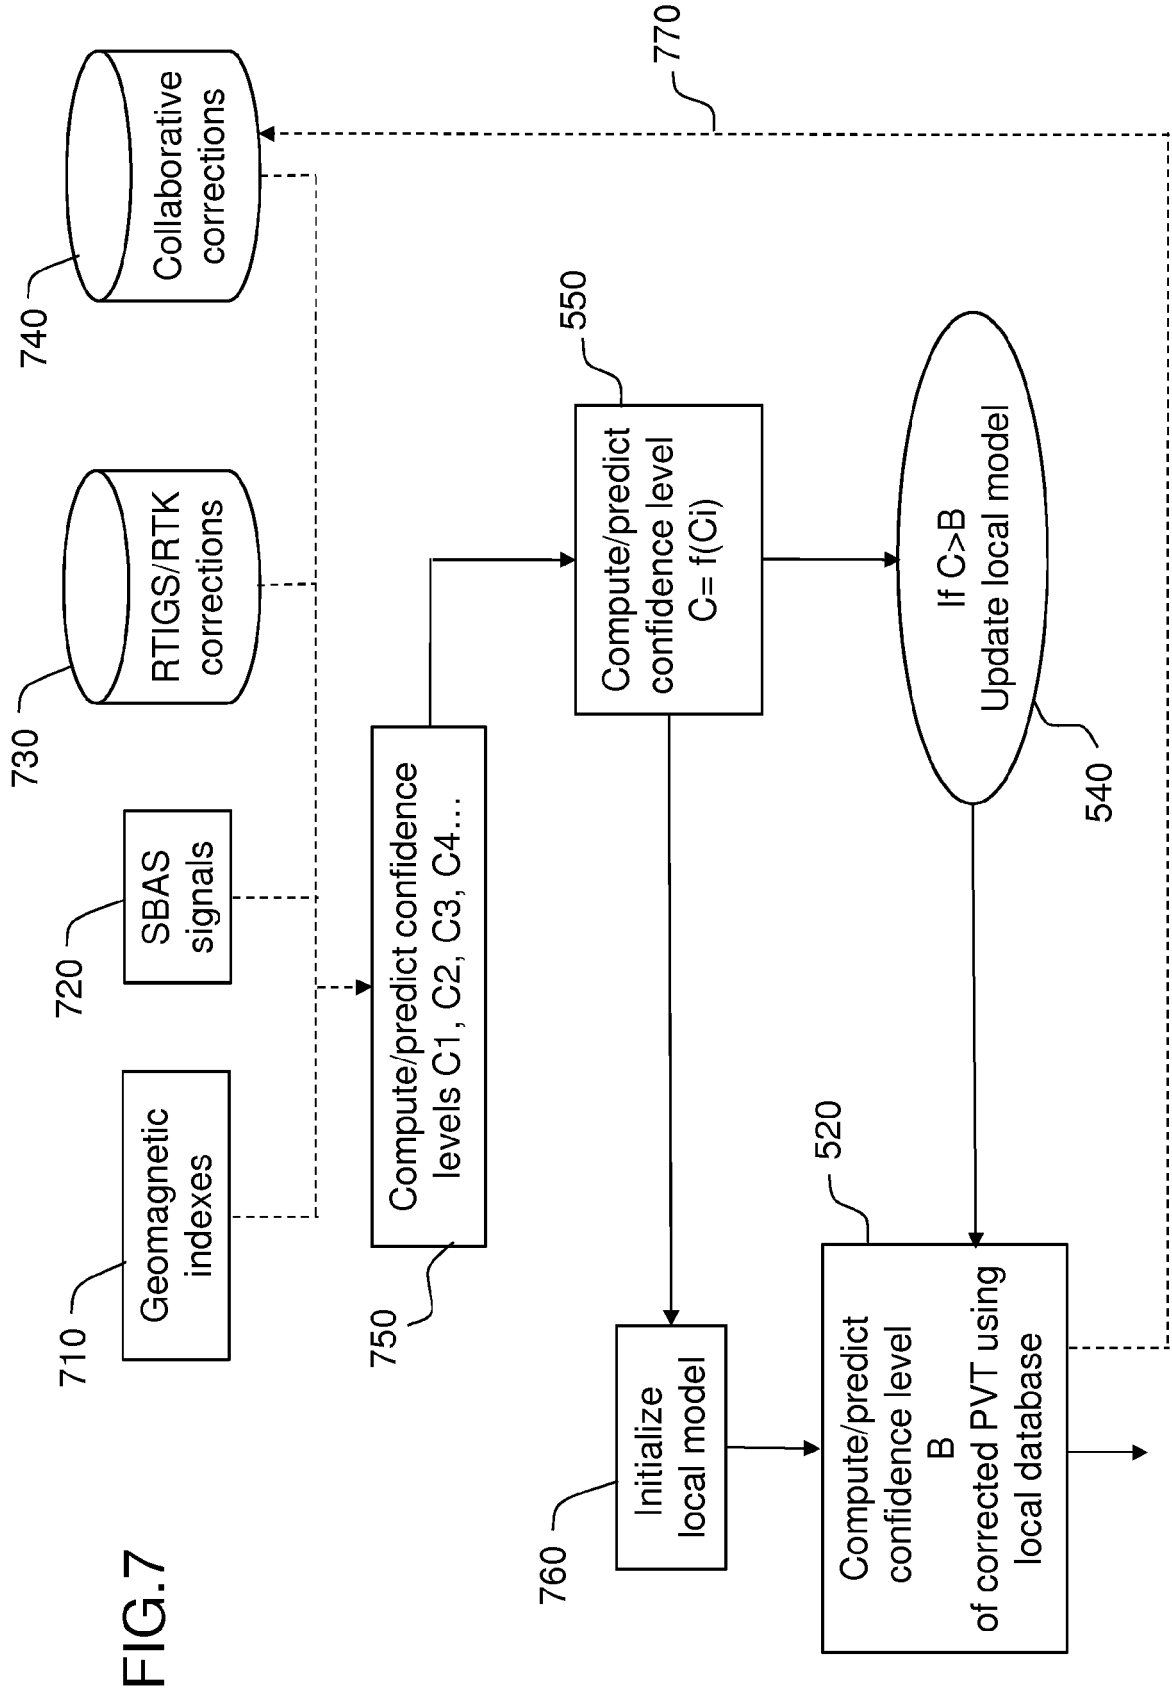 FIG.7
710
Geomagnetic
indexes
720
SBAS
signals
730
RTIGS/RTK
corrections
740
Collaborative
corrections
750
Compute/predict confidence
levels C1, C2, C3, C4...
550
Compute/predict
confidence level
C= f(Ci)
760
Initialize
local model
520
Compute/predict
confidence level
B
of corrected PVT using
local database
If C>B
Update local model
540
770